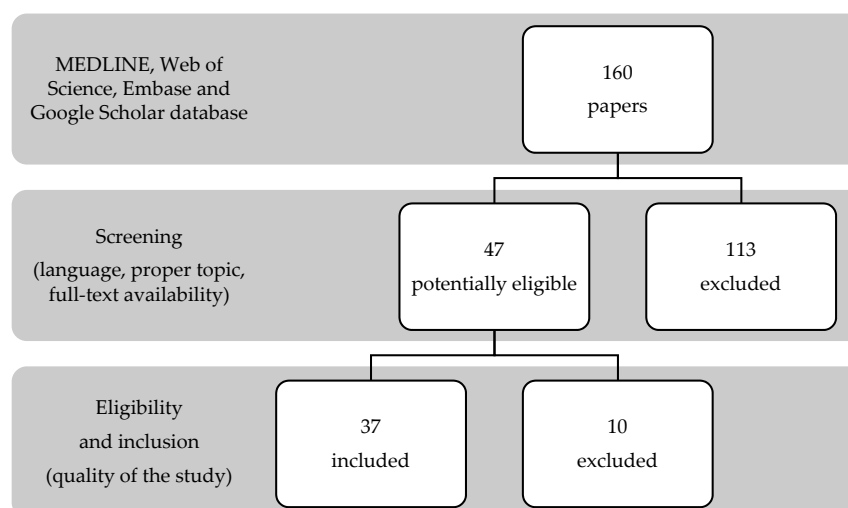 MEDLINE, Web of
Science, Embase and
Google Scholar database
160
papers
Screening
(language, proper topic,
full-text availability)
47
potentially eligible
113
excluded
Eligibility
and inclusion
(quality of the study)
37
included
10
excluded